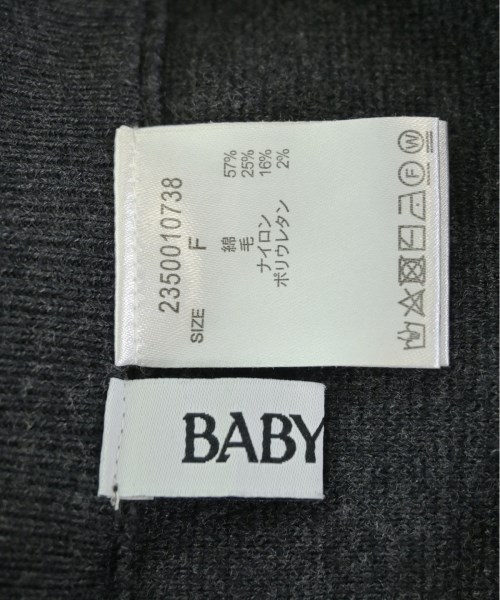 2350010738
SIZE F
綿 57%
毛 25%
ナイロン 16%
ポリウレタン 2%
F W
BABY